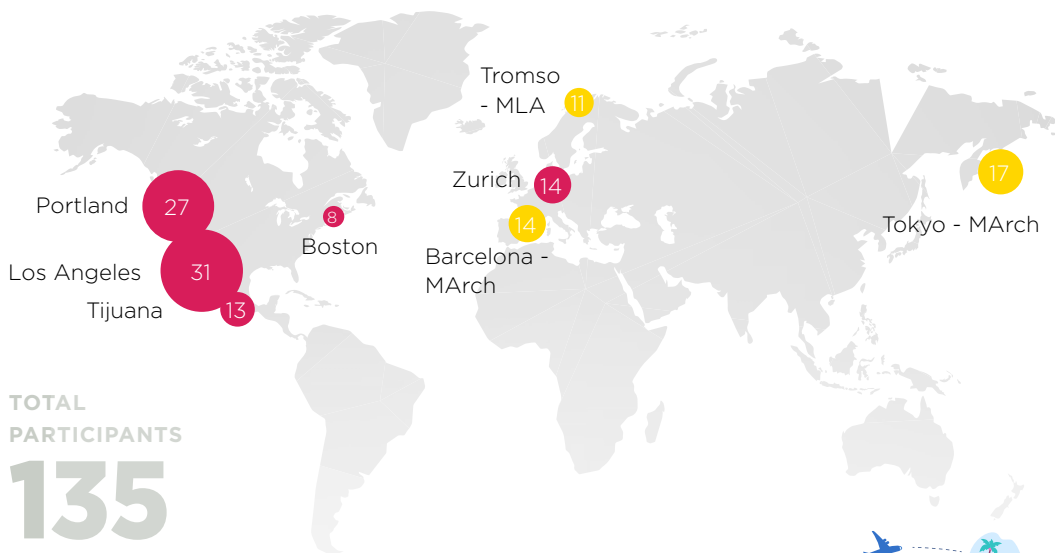 Tromso
- MLA
11
Zurich
14
Portland
27
8
Boston
14
Barcelona -
MArch
17
Tokyo - MArch
Los Angeles
31
Tijuana
13
TOTAL
PARTICIPANTS
135